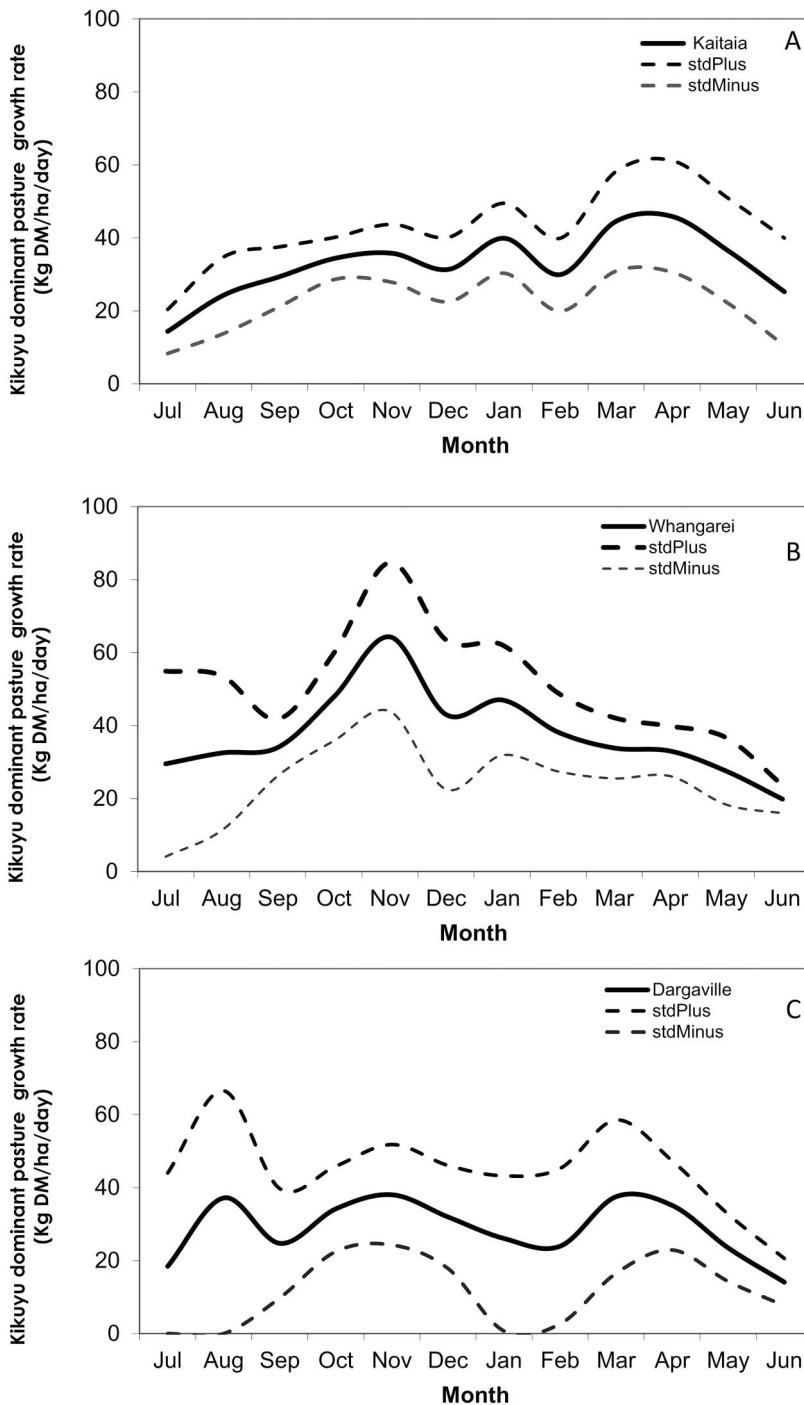 Kikuyu dominant pasture growth rate
(Kg DM/ha/day)
100
80
60
40
20
0
Kaitaia
stdPlus
stdMinus
A
Jul Aug Sep Oct Nov Dec Jan Feb Mar Apr May Jun
Month
Kikuyu dominant pasture growth rate
(Kg DM/ha/day)
100
80
60
40
20
0
Whangarei
stdPlus
stdMinus
B
Jul Aug Sep Oct Nov Dec Jan Feb Mar Apr May Jun
Month
Kikuyu dominant pasture growth rate
(Kg DM/ha/day)
100
80
60
40
20
0
Dargaville
stdPlus
stdMinus
C
Jul Aug Sep Oct Nov Dec Jan Feb Mar Apr May Jun
Month